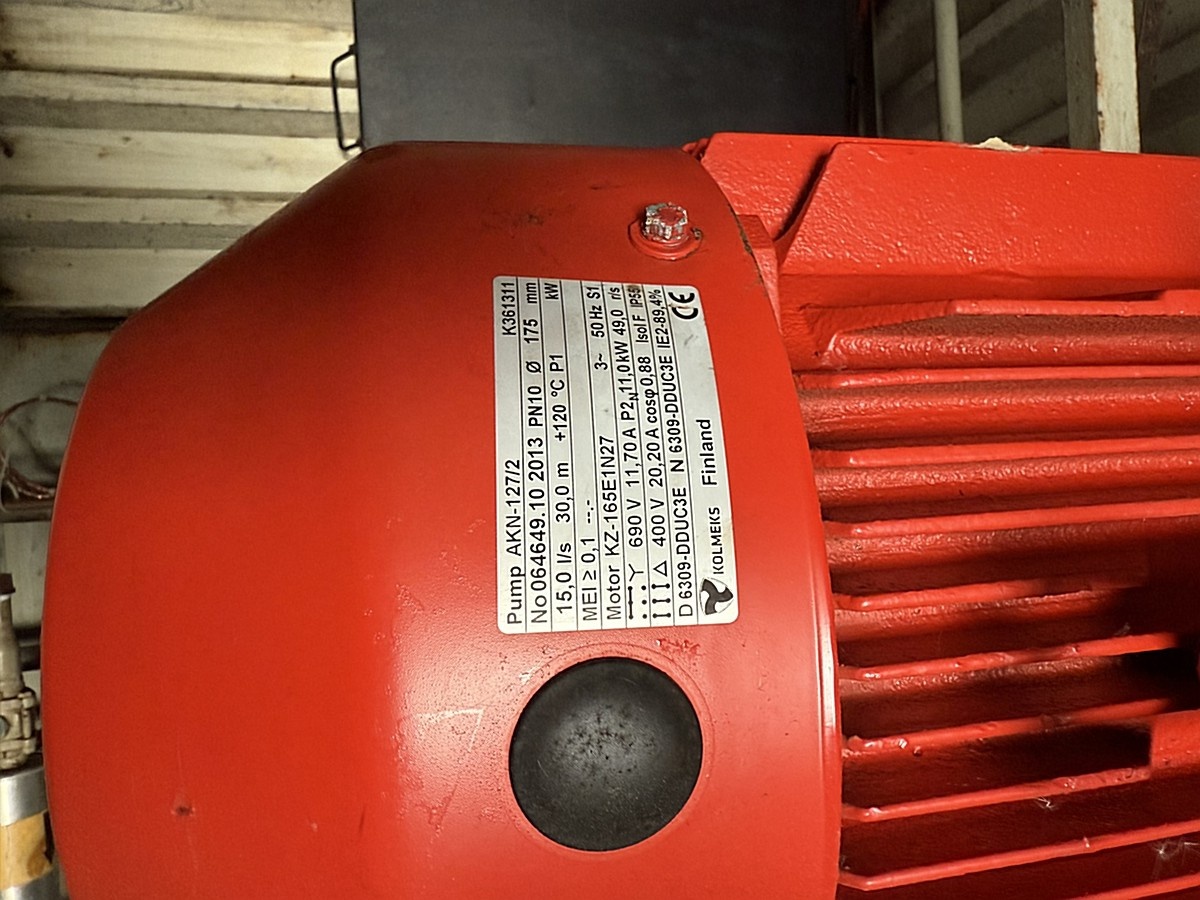 Pump AKN-127/2 K361311
No 064649.10 2013 PN10 Ø 175 mm
15,0 l/s 30,0 m +120 °C P1 kW
MEI ≥ 0,1 --.-
Motor KZ-165E1N27 3~ 50 Hz S1
Y 690 V 11,70 A P2N 11,0 kW 49,0 r/s
△ 400 V 20,20 A cosφ 0,88 Isol F IP55
D 6309-DDUC3E N 6309-DDUC3E IE2-89,4%
KOLMEKS Finland CE